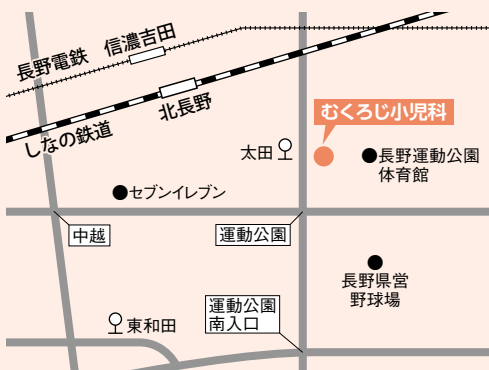 長野電鉄 信濃吉田
しなの鉄道 北長野
むくろじ小児科
太田
長野運動公園
体育館
セブンイレブン
中越
運動公園
長野県営
野球場
東和田
運動公園
南入口